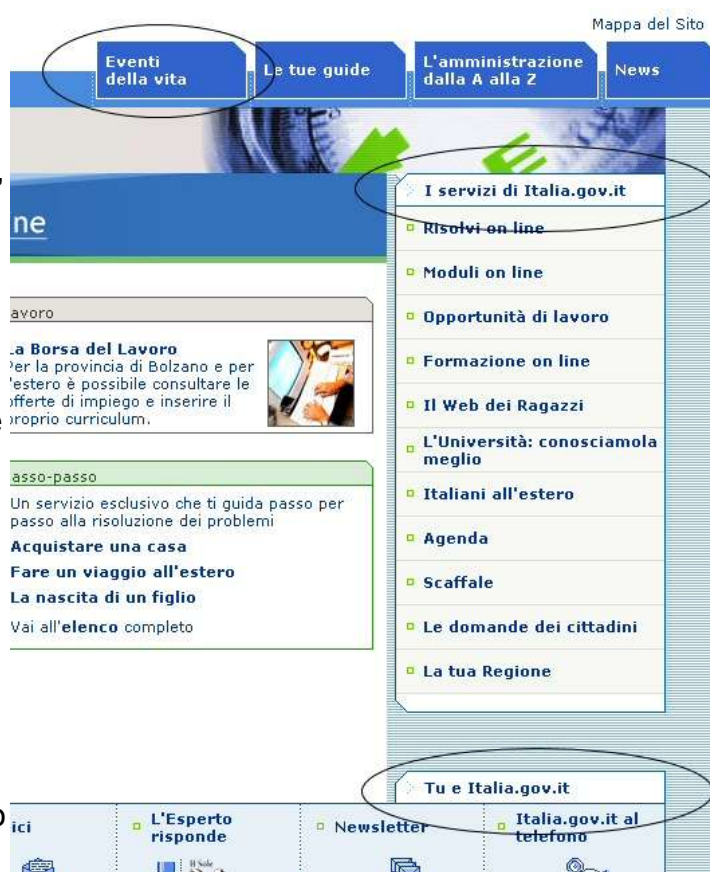 Mappa del Sito
Eventi
della vita
Le tue guide
L'amministrazione
dalla A alla Z
News
ne
I servizi di Italia.gov.it
Risolvi on line
Moduli on line
Opportunità di lavoro
Formazione on line
Il Web dei Ragazzi
L'Università: conosciamola
meglio
Italiani all'estero
Agenda
Scaffale
Le domande dei cittadini
La tua Regione
avoro
La Borsa del Lavoro
Per la provincia di Bolzano e per
l'estero è possibile consultare le
offerte di impiego e inserire il
proprio curriculum.
asso-passo
Un servizio esclusivo che ti guida passo per
passo alla risoluzione dei problemi
Acquistare una casa
Fare un viaggio all'estero
La nascita di un figlio
Vai all'elenco completo
Tu e Italia.gov.it
ici
L'Esperto
risponde
Newsletter
Italia.gov.it al
telefono
Il Sole